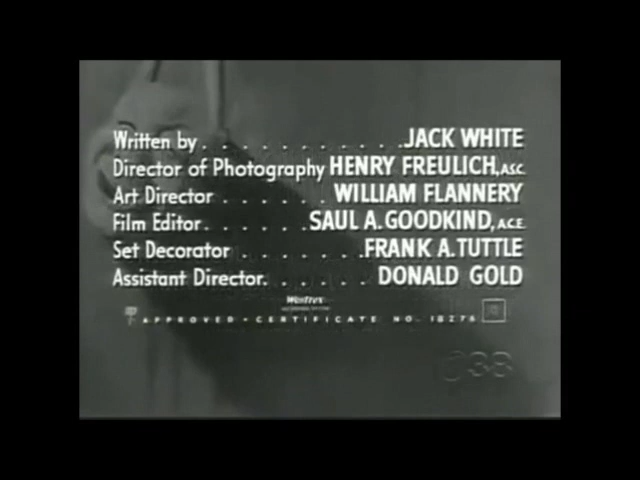 Written by . . . . . . . . . . JACK WHITE
Director of Photography HENRY FREULICH, A.S.C.
Art Director . . . . . . WILLIAM FLANNERY
Film Editor . . . . . . SAUL A. GOODKIND, A.C.E.
Set Decorator . . . . . . . FRANK A. TUTTLE
Assistant Director . . . . . . DONALD GOLD
APPROVED • CERTIFICATE NO. 18276
38